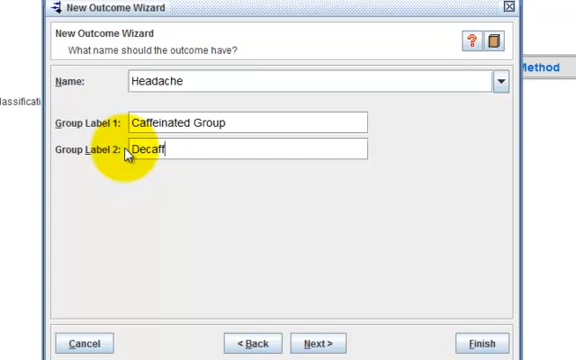 New Outcome Wizard
New Outcome Wizard
What name should the outcome have?
?
Method
Name: Headache
lassificati
Group Label 1: Caffeinated Group
Group Label 2: Decaff
Cancel < Back Next > Finish